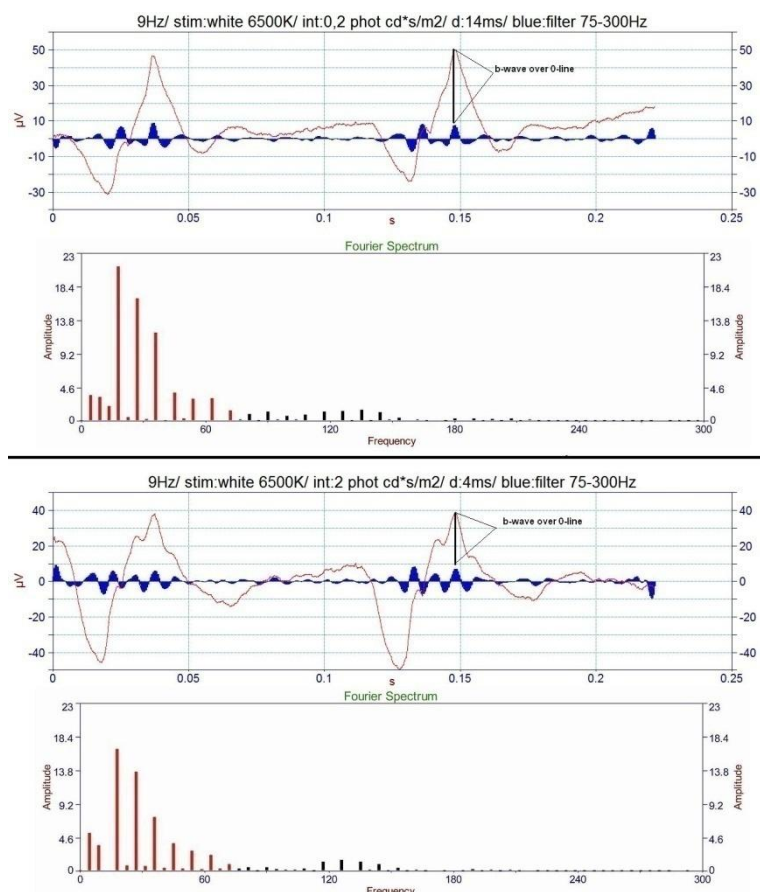 9Hz/ stim:white 6500K/ int:0,2 phot cd*s/m2/ d:14ms/ blue:filter 75-300Hz
50 50
b-wave over 0-line
30 30
µV
10 10
-10 -10
-30 -30
0 0.05 0.1 0.15 0.2 0.25
s
Fourier Spectrum
23 23
18.4 18.4
Amplitude Amplitude
13.8 13.8
9.2 9.2
4.6 4.6
0 0
0 60 120 180 240 300
Frequency
9Hz/ stim:white 6500K/ int:2 phot cd*s/m2/ d:4ms/ blue:filter 75-300Hz
40 40
b-wave over 0-line
20 20
µV
0 0
-20 -20
-40 -40
0 0.05 0.1 0.15 0.2 0.25
s
Fourier Spectrum
23 23
18.4 18.4
Amplitude Amplitude
13.8 13.8
9.2 9.2
4.6 4.6
0 0
0 60 120 180 240 300
Frequency